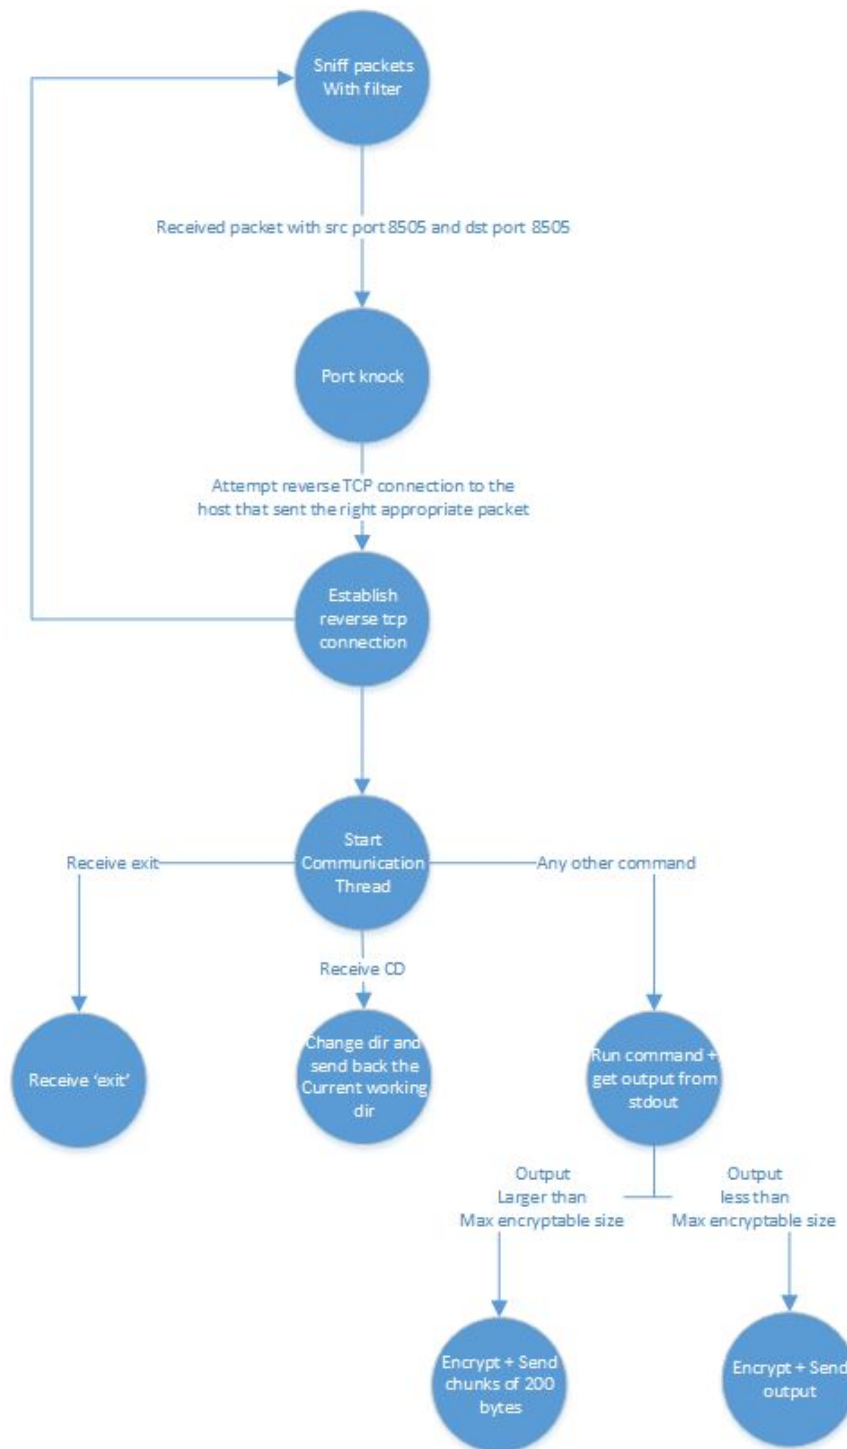 Sniff packets
With filter
Received packet with src port 8505 and dst port 8505
Port knock
Attempt reverse TCP connection to the
host that sent the right appropriate packet
Establish
reverse tcp
connection
Start
Communication
Thread
Receive exit
Any other command
Receive CD
Receive 'exit'
Change dir and
send back the
Current working
dir
Run command +
get output from
stdout
Output
Larger than
Max encryptable size
Output
less than
Max encryptable size
Encrypt + Send
chunks of 200
bytes
Encrypt + Send
output